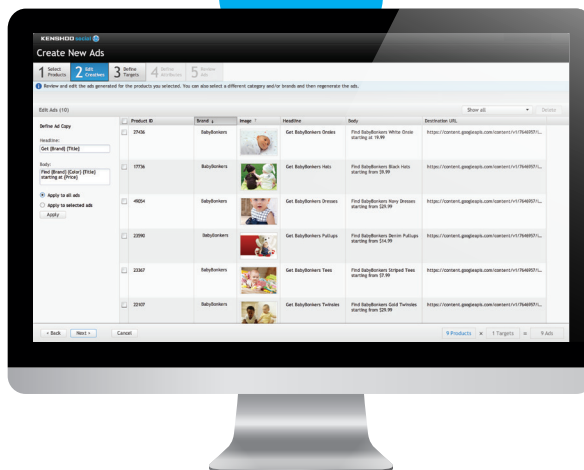 KENSHOO social
Create New Ads
1 Select Products
2 Edit Creatives
3 Define Targets
4 Define Attributes
5 Review Ads
Review and edit the ads generated for the products you selected. You can also select a different category and/or brands and then regenerate the ads.
Edit Ads (10)
Show all
Delete
Define Ad Copy
Headline:
Get {Brand} {Title}
Body:
Find {Brand} {Color} {Title}
starting at {Price}
Apply to all ads
Apply to selected ads
Apply
Product ID Brand Image Headline Body Destination URL
27436 BabyBonkers Get BabyBonkers Onsies Find BabyBonkers White Onsie https://content.googleapis.com/content/v1/7646957/i...
starting at 19.99
17736 BabyBonkers Get BabyBonkers Hats Find BabyBonkers Black Hats https://content.googleapis.com/content/v1/7646957/i...
starting from $9.99
49054 BabyBonkers Get BabyBonkers Dresses Find BabyBonkers Navy Dresses https://content.googleapis.com/content/v1/7646957/i...
starting from $29.99
23590 BabyBonkers Get BabyBonkers Pullups Find BabyBonkers Denim Pullups https://content.googleapis.com/content/v1/7646957/i...
starting from $14.99
23367 BabyBonkers Get BabyBonkers Tees Find BabyBonkers Striped Tees https://content.googleapis.com/content/v1/7646957/i...
starting from $7.99
22107 BabyBonkers Get BabyBonkers Twinsies Find BabyBonkers Gold Twinsies https://content.googleapis.com/content/v1/7646957/i...
starting from $29.99
< Back Next > Cancel
9 Products × 1 Targets = 9 Ads